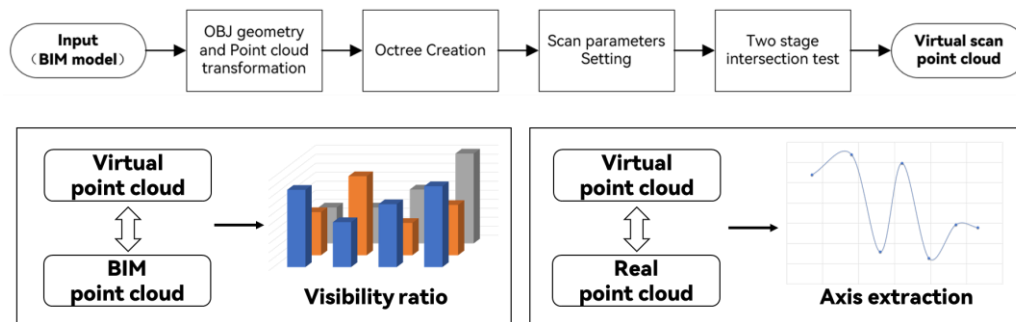 Input
（BIM model）
OBJ geometry
and Point cloud
transformation
Octree Creation
Scan parameters
Setting
Two stage
intersection test
Virtual scan
point cloud
Virtual
point cloud
BIM
point cloud
Visibility ratio
Virtual
point cloud
Real
point cloud
Axis extraction